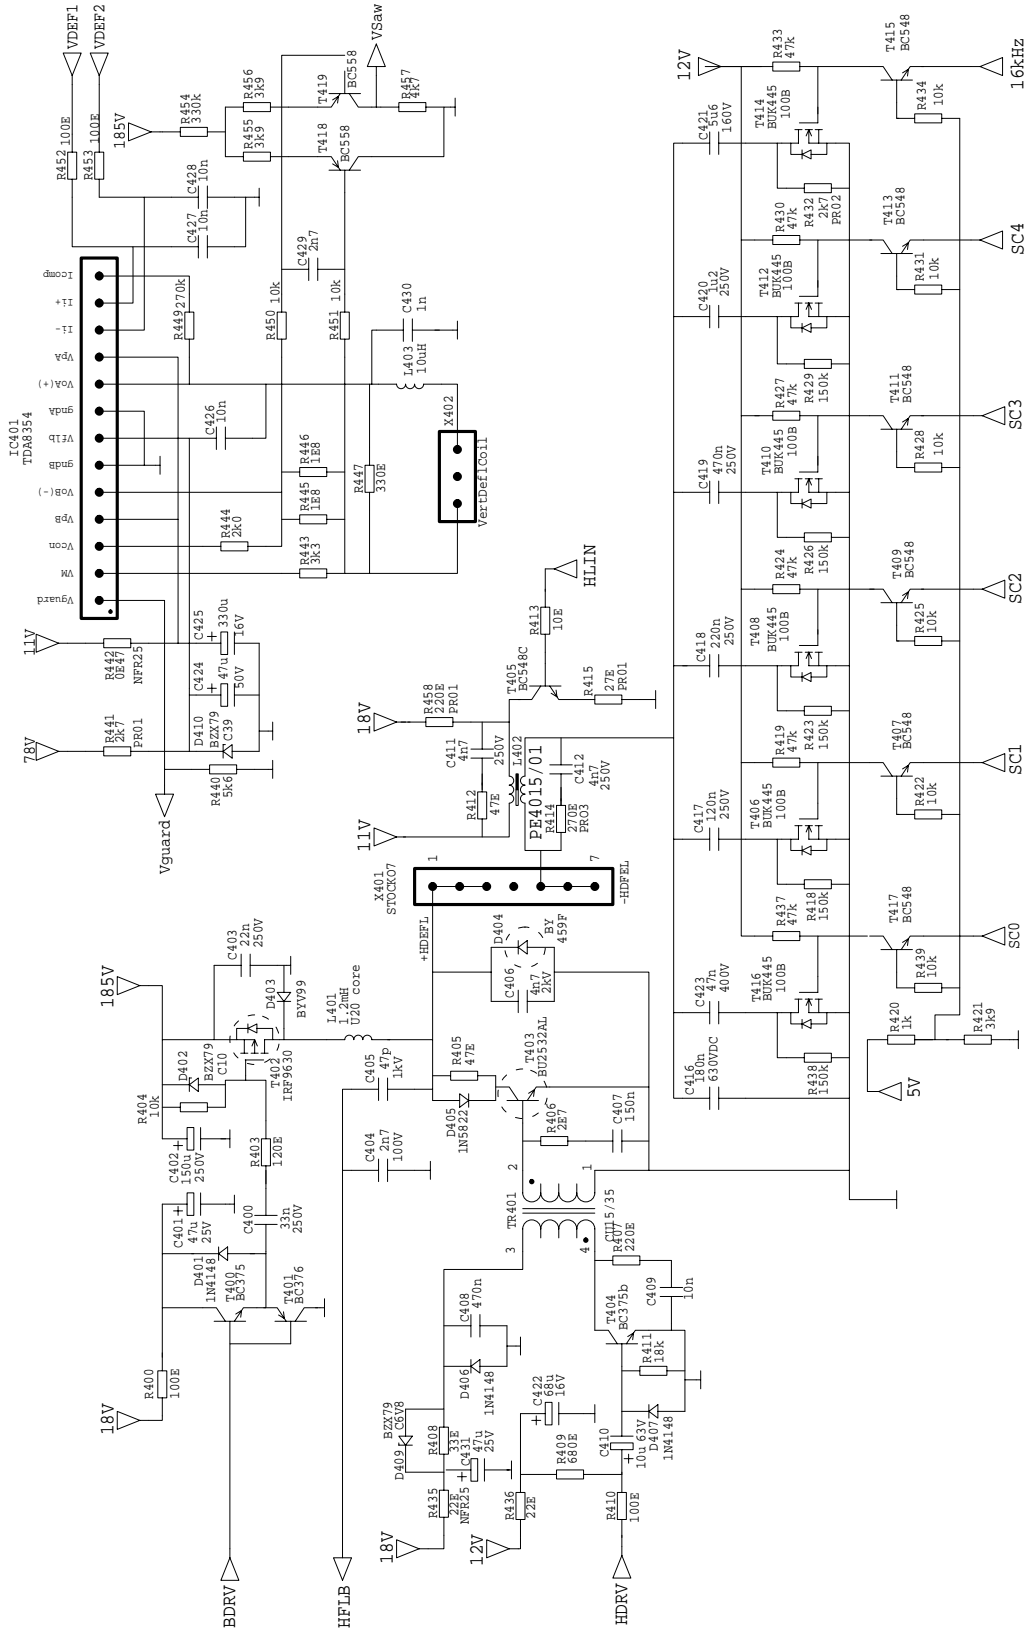 VDEF1
VDEF2
R452
100E
R453
100E
185V
R454
330k
R455
3k9
R456
3k9
T418
BC558
T419
BC558
VSaw
R457
4k7
C427
10n
C428
10n
C429
2n7
R449
270k
R450
10k
R451
10k
C430
1n
L403
10uH
X402
VertDeflCoil
IC401
TDA8354
Icomp
Ii+
Ii-
VpA
VoA(+)
gndA
Vflb
gndB
VoB(-)
VpB
Vcon
VM
Vguard
C426
10n
R444
2k0
R443
3k3
R445
1E8
R446
1E8
R447
330E
11V
R442
0E47
NFR25
C425
330u
16V
C424
47u
50V
78V
R441
2k7
PR01
D410
BZX79
C39
R440
5k6
Vguard
18V
R458
220E
PR01
T405
BC548C
R413
10E
HLIN
R415
27E
PR01
C411
4n7
250V
R412
47E
L402
PE4015/01
C412
4n7
250V
R414
270E
PRO3
11V
X401
STOCKO7
1
7
+HDEFL
-HDFEL
12V
R433
47k
T415
BC548
R434
10k
16kHz
C421
5u6
160V
T414
BUK445
100B
R432
2k7
PR02
R430
47k
T413
BC548
R431
10k
SC4
C420
1u2
250V
T412
BUK445
100B
R429
150k
R427
47k
T411
BC548
R428
10k
SC3
C419
470n
250V
T410
BUK445
100B
R426
150k
R424
47k
T409
BC548
R425
10k
SC2
C418
220n
250V
T408
BUK445
100B
R423
150k
R419
47k
T407
BC548
R422
10k
SC1
C417
120n
250V
T406
BUK445
100B
R418
150k
R437
47k
T417
BC548
R439
10k
SC0
C423
47n
400V
T416
BUK445
100B
R438
150k
C416
180n
630VDC
R420
1k
R421
3k9
5V
185V
C403
22n
250V
D403
BYV99
D402
BZX79
C10
T402
IRF9630
R404
10k
C402
150u
250V
R403
120E
C401
47u
25V
C400
33n
250V
D401
1N4148
T400
BC375
T401
BC376
R400
100E
18V
BDRV
L401
1.2mH
U20 core
C405
47p
1kV
C404
2n7
100V
HFLB
R405
47E
D405
1N5822
T403
BU2532AL
C406
4n7
2kV
D404
BY
459F
R406
2E7
C407
150n
TR401
CU15/35
2
1
3
4
R407
220E
C409
10n
T404
BC375b
R411
18k
C408
470n
D406
1N4148
BZX79
C6V8
D409
R408
33E
C431
47u
25V
R435
22E
NFR25
18V
C422
68u
16V
R409
680E
R436
22E
12V
C410
10u 63V
D407
1N4148
R410
100E
HDRV